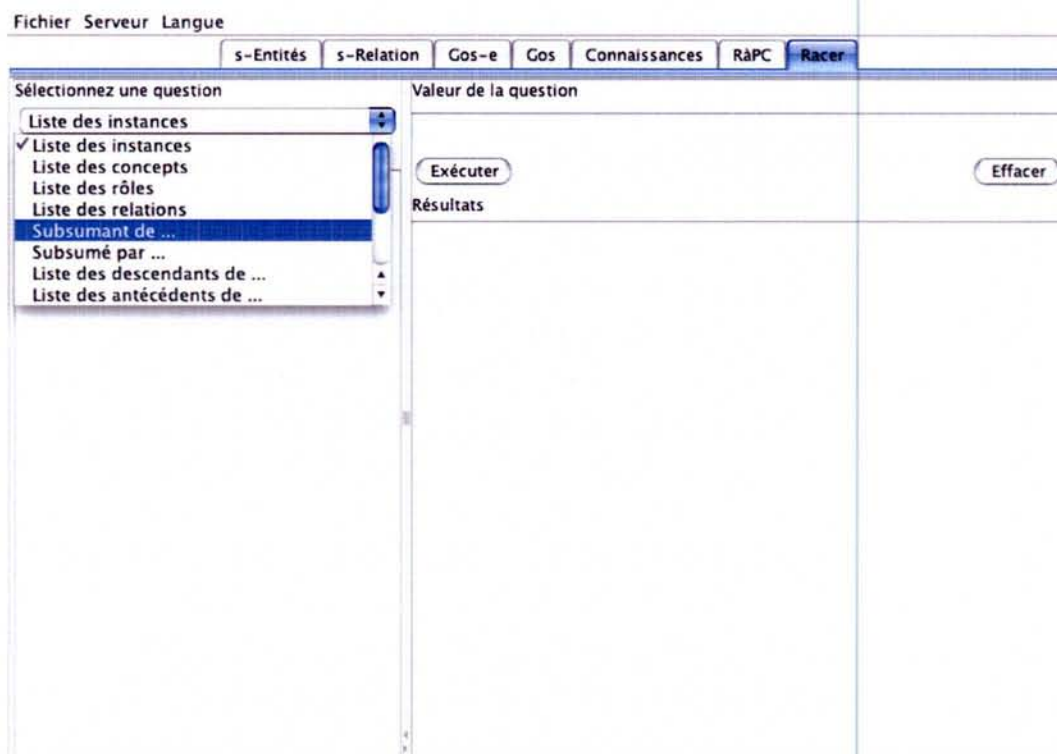 Fichier Serveur Langue
s-Entités s-Relation Gos-e Gos Connaissances RàPC Racer
Sélectionnez une question
Liste des instances
✓ Liste des instances
Liste des concepts
Liste des rôles
Liste des relations
Subsumant de ...
Subsumé par ...
Liste des descendants de ...
Liste des antécédents de ...
Valeur de la question
Exécuter Effacer
Résultats